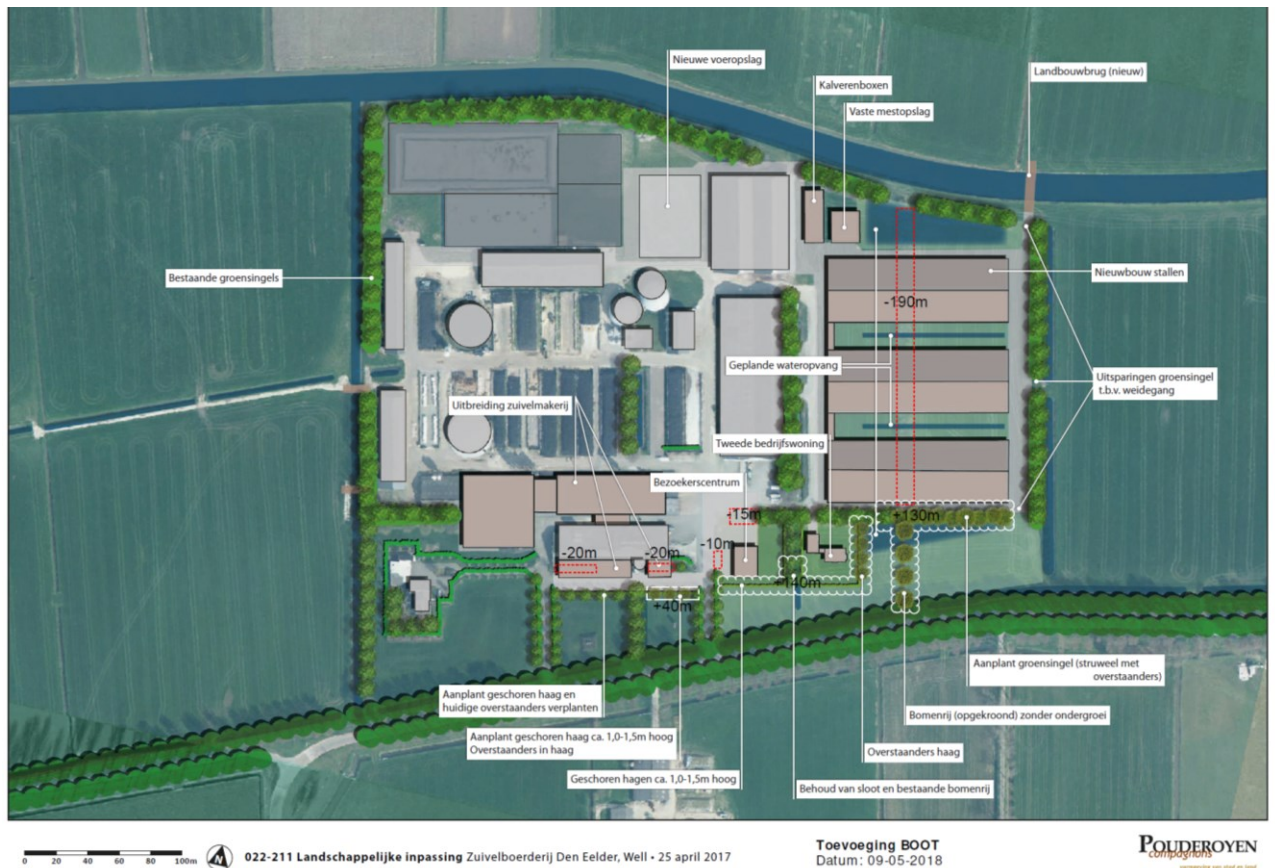 Nieuwe voeropslag
Landbouwbrug (nieuw)
Kalverenboxen
Vaste mestopslag
Bestaande groensingels
Nieuwbouw stallen
-190m
Geplande wateropvang
Uitsparingen groensingel
t.b.v. weidegang
Uitbreiding zuivelmakerij
Tweede bedrijfswoning
Bezoekerscentrum
-15m
+130m
-10m
-20m
-20m
+140m
+40m
Aanplant groensingel (struweel met
overstaanders)
Aanplant geschoren haag en
huidige overstaanders verplanten
Bomenrij (opgekroond) zonder ondergroei
Aanplant geschoren haag ca. 1,0-1,5m hoog
Overstaanders in haag
Overstaanders haag
Geschoren hagen ca. 1,0-1,5m hoog
Behoud van sloot en bestaande bomenrij
0 20 40 60 80 100m
022-211 Landschappelijke inpassing Zuivelboerderij Den Eelder, Well • 25 april 2017
Toevoeging BOOT
Datum: 09-05-2018
POUDEROYEN
compagnons